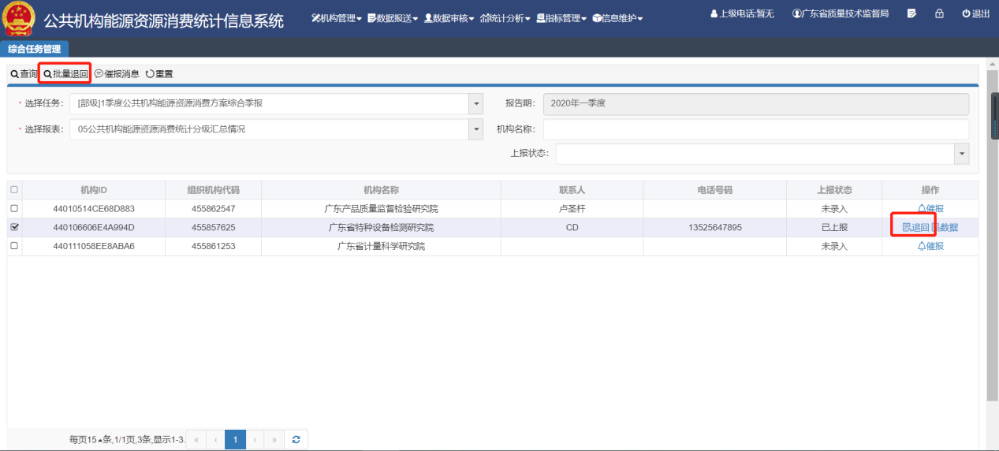 公共机构能源资源消费统计信息系统 机构管理 数据报送 数据审核 统计分析 指标管理 信息维护 上级电话:暂无 广东省质量技术监督局 退出
综合任务管理
查询 批量退回 催报消息 重置
* 选择任务: [部级]1季度公共机构能源资源消费方案综合季报 报告期: 2020年一季度
* 选择报表: 05公共机构能源资源消费统计分级汇总情况 机构名称:
上报状态:
机构ID 组织机构代码 机构名称 联系人 电话号码 上报状态 操作
44010514CE68D883 455862547 广东产品质量监督检验研究院 卢圣杆 未录入 催报
440106606E4A994D 455857625 广东省特种设备检测研究院 CD 13525647895 已上报 退回 数据
440111058EE8ABA6 455861253 广东省计量科学研究院 未录入 催报
每页15条,1/1页,3条,显示1-3. « ‹ 1 › »